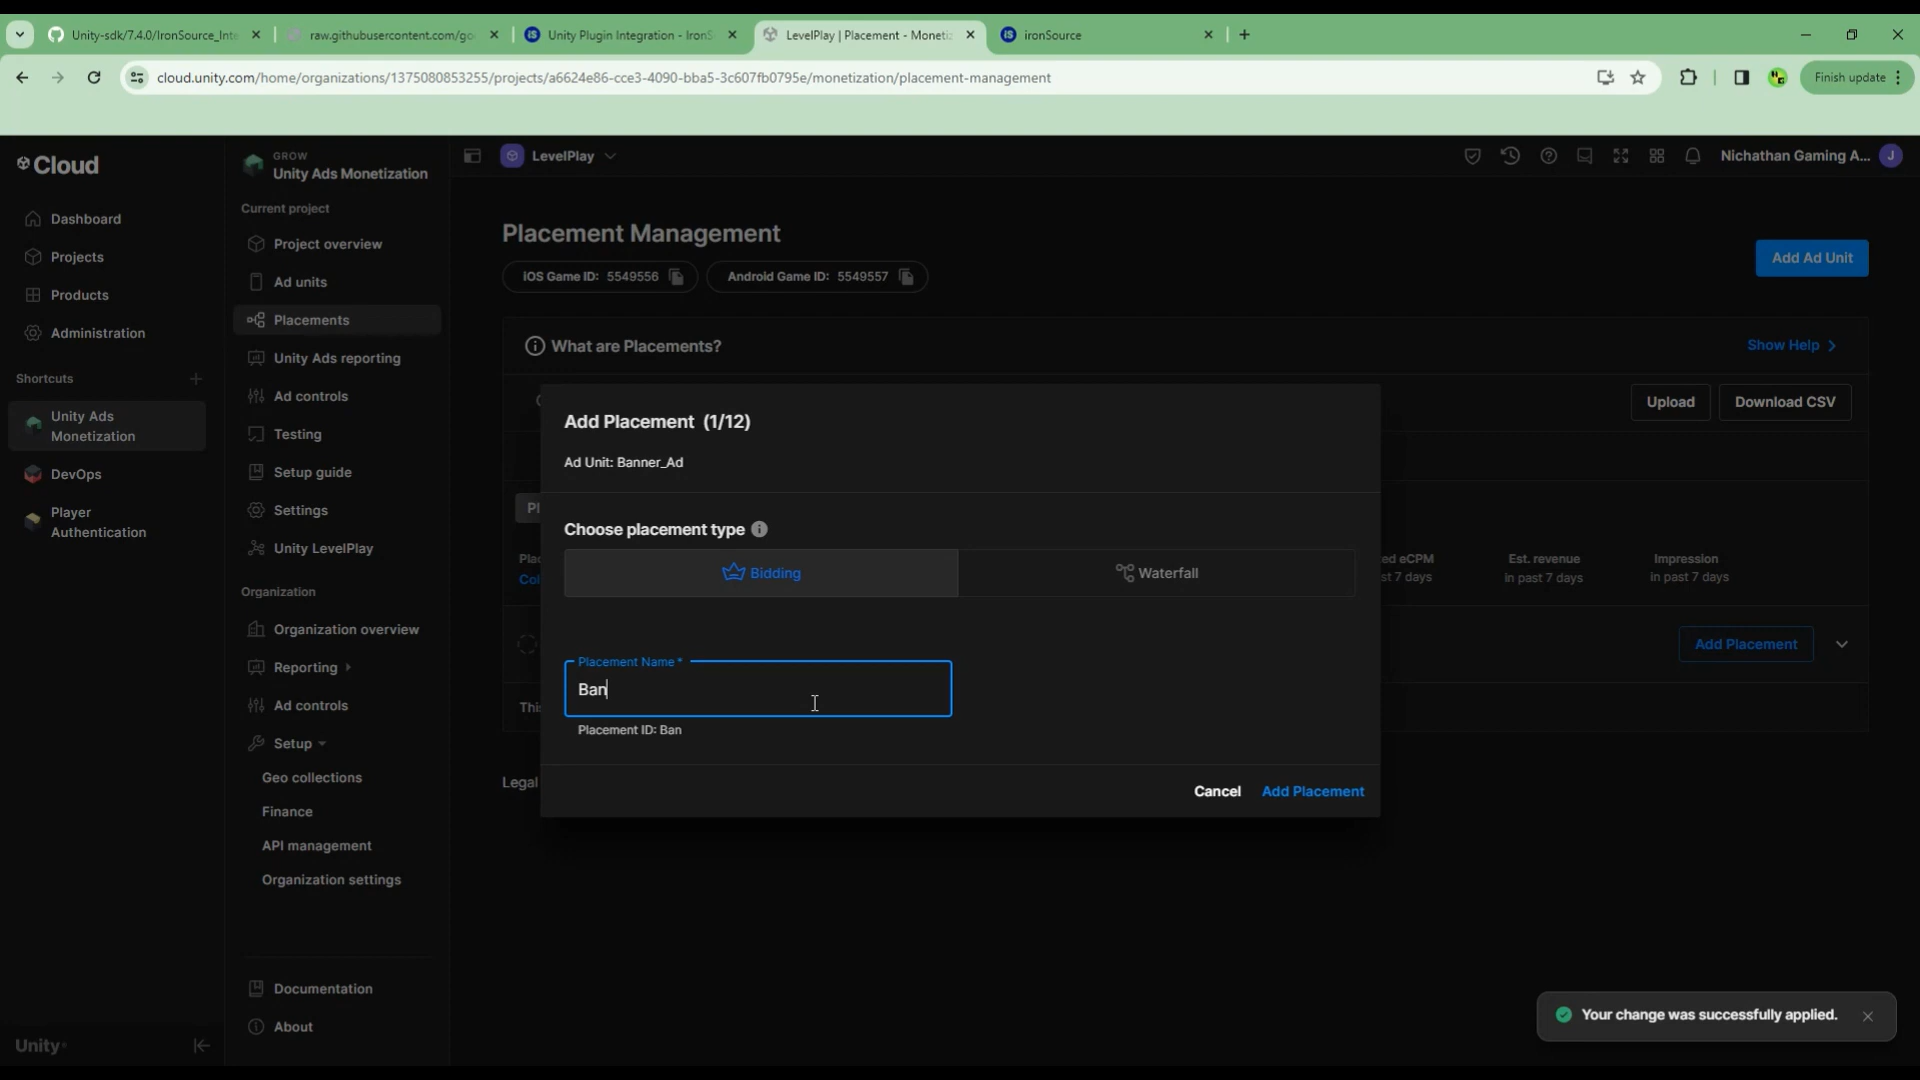 Unity-sdk/7.4.0/IronSource_Inte
raw.githubusercontent.com/go
Unity Plugin Integration - IronS
LevelPlay | Placement - Moneti
ironSource
cloud.unity.com/home/organizations/1375080853255/projects/a6624e86-cce3-4090-bba5-3c607fb0795e/monetization/placement-management
Finish update
Cloud
Dashboard
Projects
Products
Administration
Shortcuts
Unity Ads
Monetization
DevOps
Player
Authentication
Unity
GROW
Unity Ads Monetization
Current project
Project overview
Ad units
Placements
Unity Ads reporting
Ad controls
Testing
Setup guide
Settings
Unity LevelPlay
Organization
Organization overview
Reporting
Ad controls
Setup
Geo collections
Finance
API management
Organization settings
Documentation
About
LevelPlay
Nichathan Gaming A... J
Placement Management
iOS Game ID: 5549556
Android Game ID: 5549557
Add Ad Unit
What are Placements?
Show Help
Upload
Download CSV
Add Placement (1/12)
Ad Unit: Banner_Ad
Choose placement type
Bidding
Waterfall
Placement Name *
Ban
Placement ID: Ban
Cancel
Add Placement
Pl
Plac
Col
ed eCPM
st 7 days
Est. revenue
in past 7 days
Impression
in past 7 days
Add Placement
This
Legal
Your change was successfully applied.